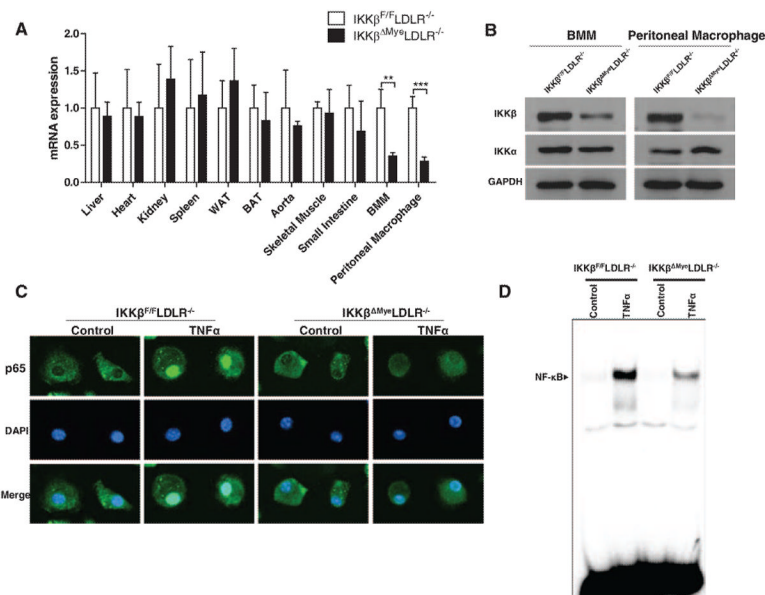 A
IKKβF/FLDLR-/-
IKKβΔMyeLDLR-/-
mRNA expression
2.0
1.5
1.0
0.5
0.0
**
***
Liver
Heart
Kidney
Spleen
WAT
BAT
Aorta
Skeletal Muscle
Small Intestine
BMM
Peritoneal Macrophage
B
BMM
Peritoneal Macrophage
IKKβF/FLDLR-/-
IKKβΔMyeLDLR-/-
IKKβF/FLDLR-/-
IKKβΔMyeLDLR-/-
IKKβ
IKKα
GAPDH
C
IKKβF/FLDLR-/-
IKKβΔMyeLDLR-/-
Control
TNFα
Control
TNFα
p65
DAPI
Merge
D
IKKβF/FLDLR-/-
IKKβΔMyeLDLR-/-
Control
TNFα
Control
TNFα
NF-κB